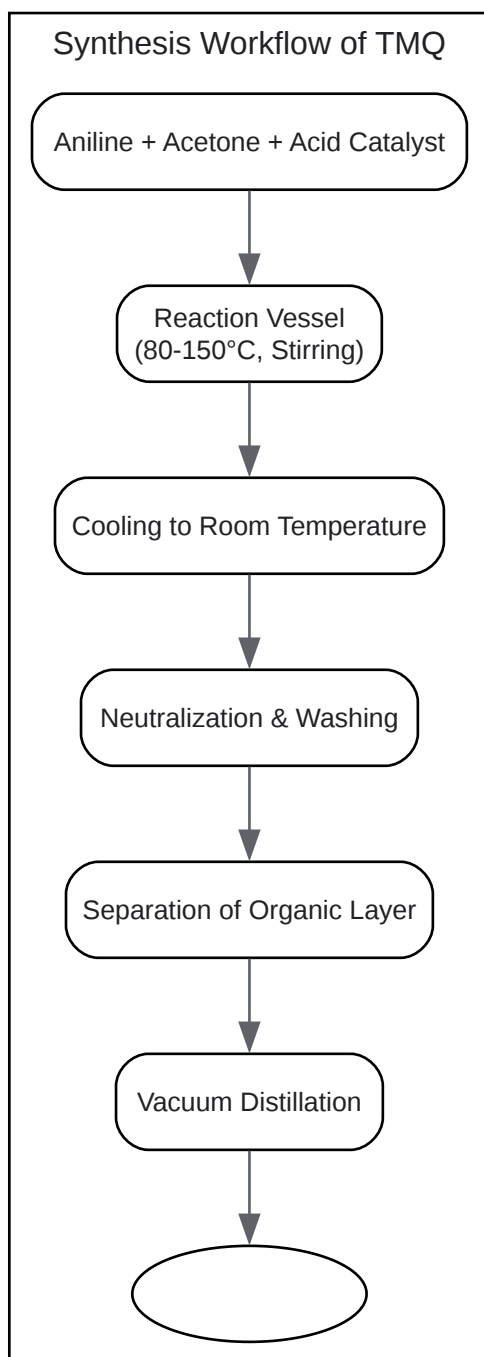 Synthesis Workflow of TMQ
Aniline + Acetone + Acid Catalyst
Reaction Vessel
(80-150°C, Stirring)
Cooling to Room Temperature
Neutralization & Washing
Separation of Organic Layer
Vacuum Distillation